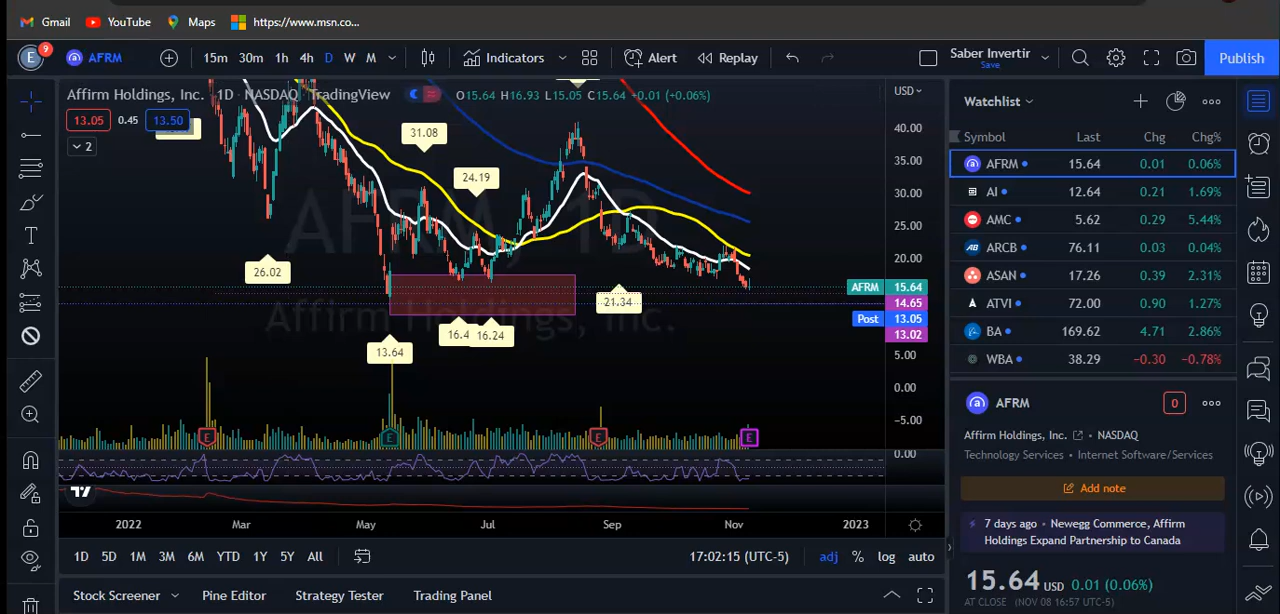 Gmail YouTube Maps https://www.msn.co...
E 9 AFRM 15m 30m 1h 4h D W M Indicators Alert Replay Saber Invertir Save Publish
Affirm Holdings, Inc. · 1D · NASDAQ TradingView O15.64 H16.93 L15.05 C15.64 +0.01 (+0.06%) USD
13.05 0.45 13.50
2
40.00
31.08
35.00
24.19
30.00
AFRM, 1D
25.00
26.02
20.00
AFRM 15.64
21.34
14.65
Affirm Holdings, Inc.
Post 13.05
16.4 16.24
13.02
13.64
5.00
0.00
−5.00
E E E E
0.00
2022 Mar May Jul Sep Nov 2023
1D 5D 1M 3M 6M YTD 1Y 5Y All 17:02:15 (UTC-5) adj % log auto
Stock Screener Pine Editor Strategy Tester Trading Panel
Watchlist
Symbol Last Chg Chg%
AFRM 15.64 0.01 0.06%
AI 12.64 0.21 1.69%
AMC 5.62 0.29 5.44%
ARCB 76.11 0.03 0.04%
ASAN 17.26 0.39 2.31%
ATVI 72.00 0.90 1.27%
BA 169.62 4.71 2.86%
WBA 38.29 −0.30 −0.78%
AFRM 0
Affirm Holdings, Inc. • NASDAQ
Technology Services • Internet Software/Services
Add note
7 days ago • Newegg Commerce, Affirm
Holdings Expand Partnership to Canada
15.64 USD 0.01 (0.06%)
AT CLOSE (NOV 08 16:57 UTC-5)